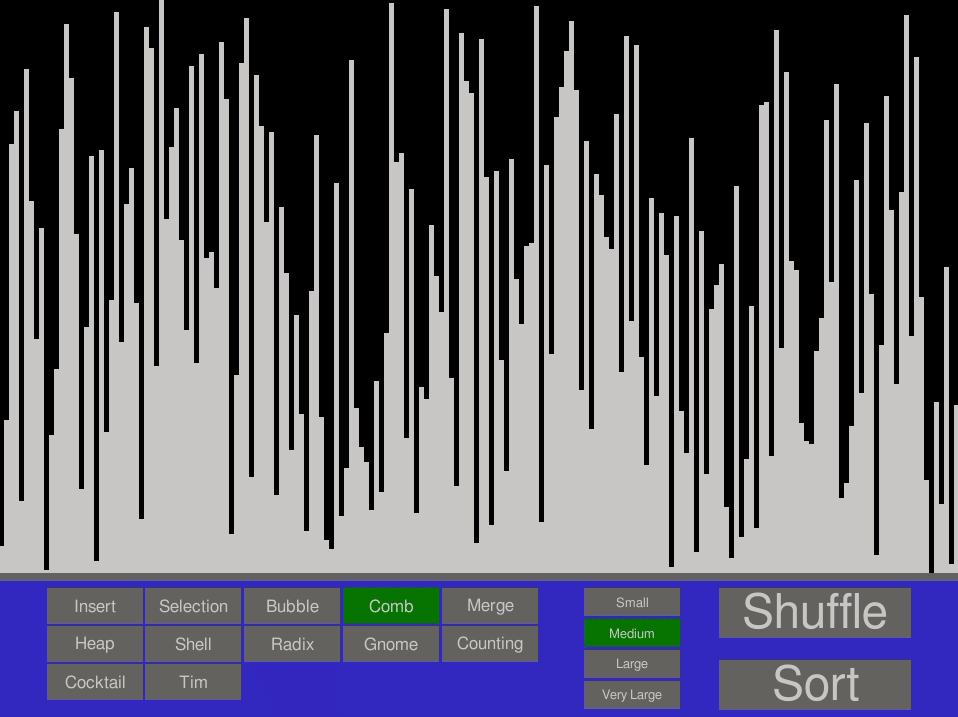 Insert Selection Bubble Comb Merge
Heap Shell Radix Gnome Counting
Cocktail Tim
Small
Medium
Large
Very Large
Shuffle
Sort